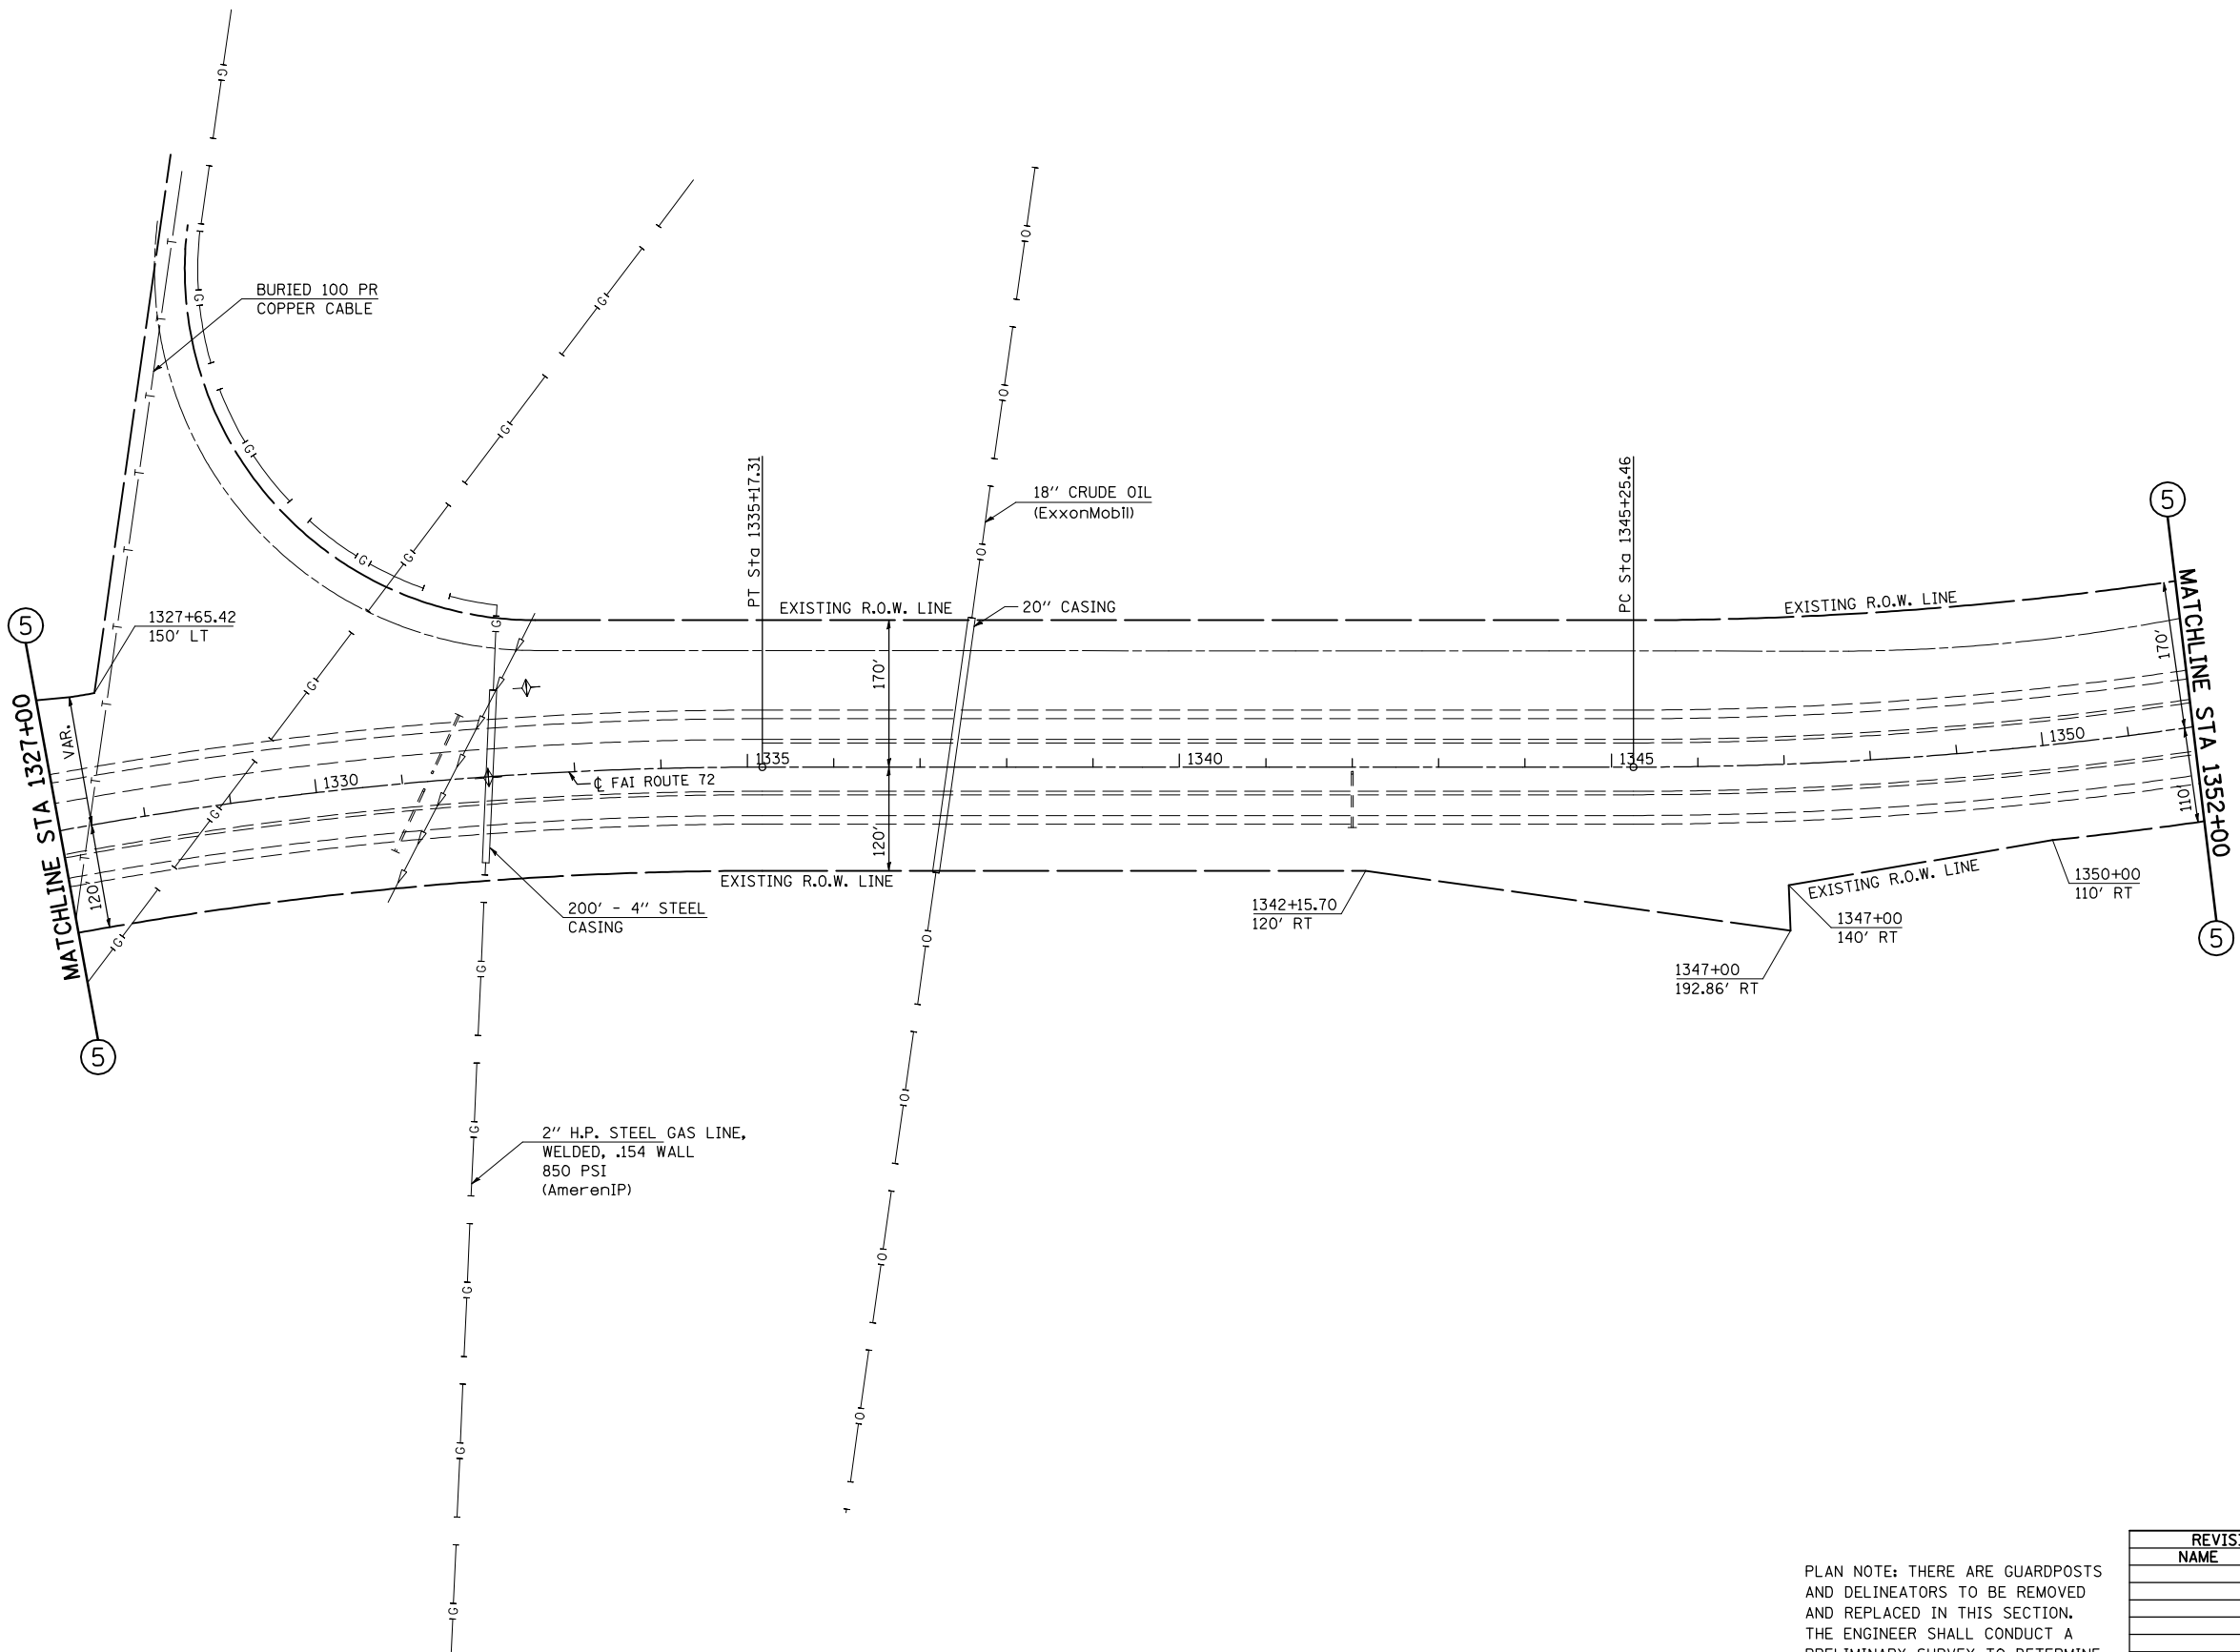 BURIED 100 PR
COPPER CABLE
18'' CRUDE OIL
(ExxonMobil)
PT Sta 1335+17.31
PC Sta 1345+25.46
5
5
1327+65.42
150' LT
EXISTING R.O.W. LINE
20'' CASING
EXISTING R.O.W. LINE
MATCHLINE STA 1327+00
MATCHLINE STA 1352+00
VAR.
170'
170'
1330
1335
1340
1345
1350
℄ FAI ROUTE 72
120'
120'
110'
EXISTING R.O.W. LINE
EXISTING R.O.W. LINE
200' - 4'' STEEL
CASING
1342+15.70
120' RT
1350+00
110' RT
1347+00
140' RT
1347+00
192.86' RT
5
5
2'' H.P. STEEL GAS LINE,
WELDED, .154 WALL
850 PSI
(AmerenIP)
PLAN NOTE: THERE ARE GUARDPOSTS
AND DELINEATORS TO BE REMOVED
AND REPLACED IN THIS SECTION.
THE ENGINEER SHALL CONDUCT A
PRELIMINARY SURVEY TO DETERMINE
NAME